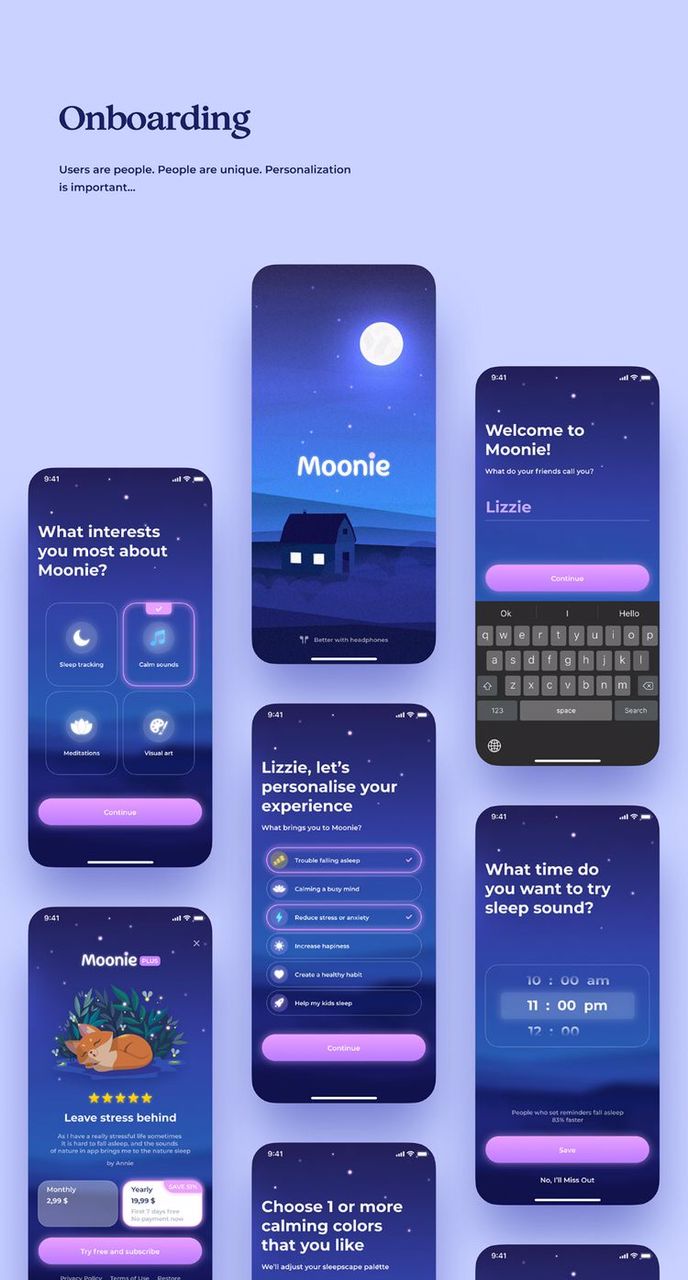 Onboarding
Users are people. People are unique. Personalization
is important...
Moonie
Better with headphones
9:41
Welcome to
Moonie!
What do your friends call you?
Lizzie
Continue
Ok I Hello
q w e r t y u i o p
a s d f g h j k l
z x c v b n m
123 space Search
9:41
What interests
you most about
Moonie?
Sleep tracking
Calm sounds
Meditations
Visual art
Continue
9:41
Lizzie, let's
personalise your
experience
What brings you to Moonie?
Trouble falling asleep
Calming a busy mind
Reduce stress or anxiety
Increase hapiness
Create a healthy habit
Help my kids sleep
Continue
9:41
What time do
you want to try
sleep sound?
10 : 00 am
11 : 00 pm
12 : 00
People who set reminders fall asleep
83% faster
Save
No, I'll Miss Out
9:41
Moonie PLUS
Leave stress behind
As I have a really stressful life sometimes
it is hard to fall asleep, and the sounds
of nature in app brings me to the nature sleep
by Annie
Monthly
2,99 $
Yearly
SAVE 50%
19,99 $
First 7 days free
No payment now
Try free and subscribe
Privacy Policy Terms of Use Restore
9:41
Choose 1 or more
calming colors
that you like
We'll adjust your sleepscape palette
9:41